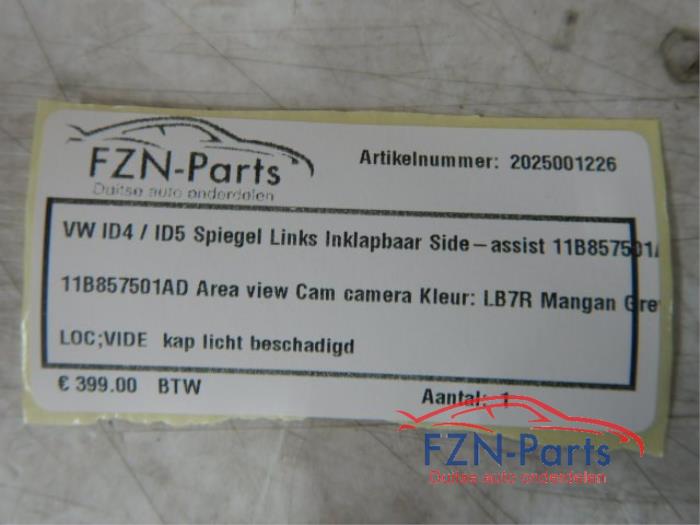 FZN-Parts
Duitse auto onderdelen
Artikelnummer: 2025001226
VW ID4 / ID5 Spiegel Links Inklapbaar Side-assist 11B857501A
11B857501AD Area view Cam camera Kleur: LB7R Mangan Grey
LOC;VIDE kap licht beschadigd
€ 399.00 BTW
Aantal: 1
FZN-Parts
Duitse auto onderdelen